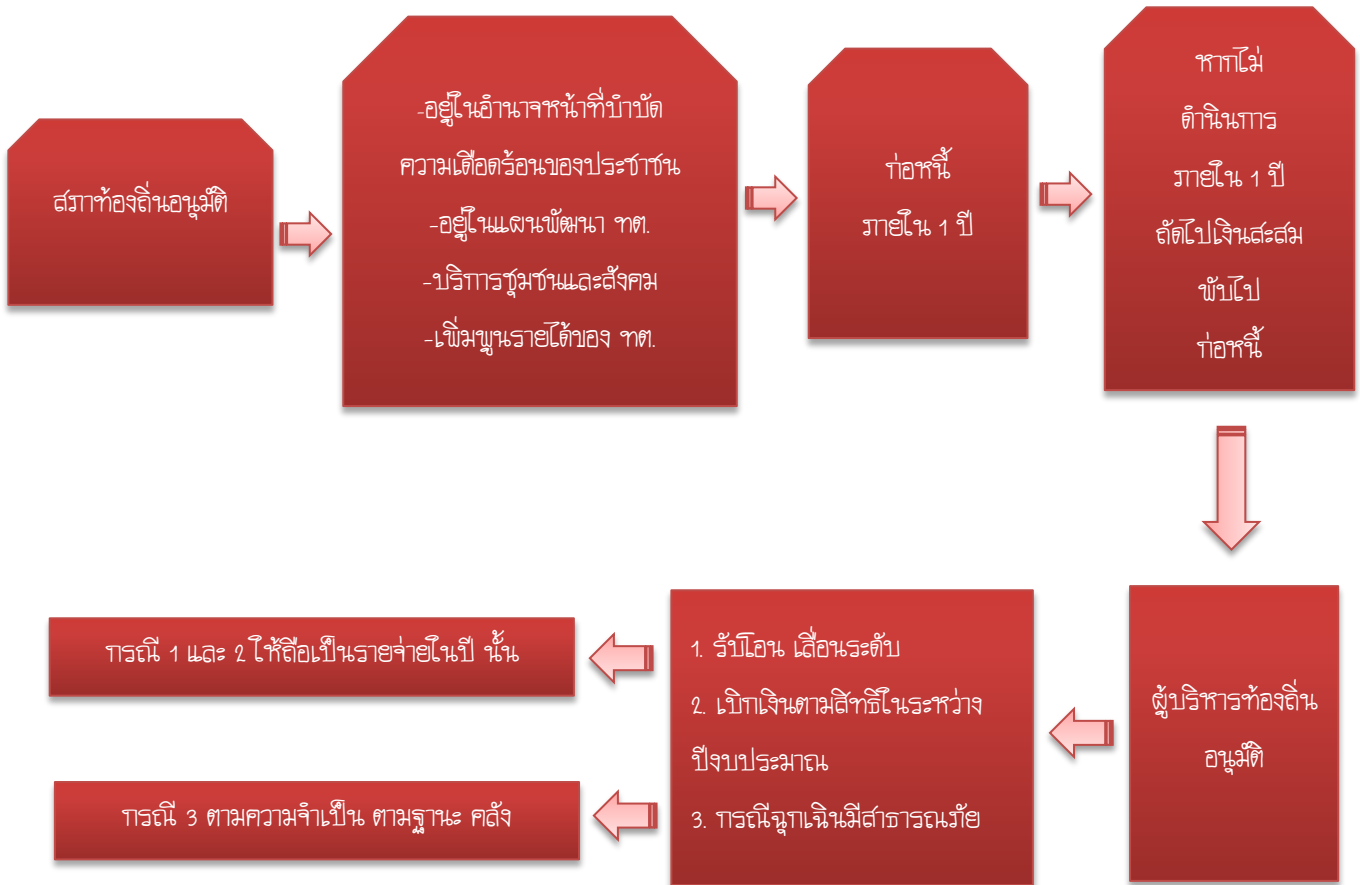 สภาท้องถิ่นอนุมัติ
-อยู่ในอำนาจหน้าที่บำบัด
ความเดือดร้อนของประชาชน
-อยู่ในแผนพัฒนา ทต.
-บริการชุมชนและสังคม
-เพิ่มพูนรายได้ของ ทต.
ก่อหนี้
ภายใน 1 ปี
หากไม่
ดำนินการ
ภายใน 1 ปี
ถัดไปเงินสะสม
พับไป
ก่อหนี้
ผู้บริหารท้องถิ่น
อนุมัติ
1. รับโอน เลื่อนระดับ
2. เบิกเงินตามสิทธิในระหว่าง
ปีงบประมาณ
3. กรณีฉุกเฉินมีสาธารณภัย
กรณี 1 และ 2 ให้ถือเป็นรายจ่ายในปี นั้น
กรณี 3 ตามความจำเป็น ตามฐานะ คลัง